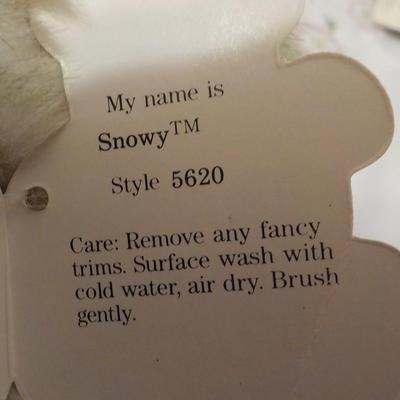 My name is
Snowy™
Style 5620
Care: Remove any fancy
trims. Surface wash with
cold water, air dry. Brush
gently.